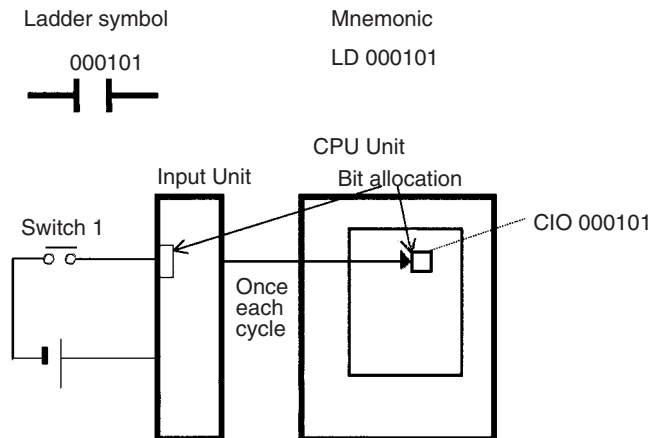 Ladder symbol
Mnemonic
000101
LD 000101
CPU Unit
Input Unit
Bit allocation
Switch 1
CIO 000101
Once
each
cycle